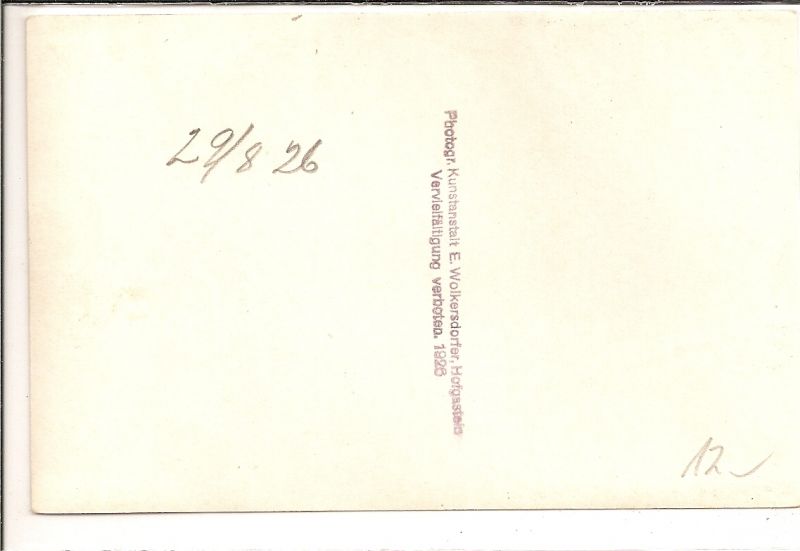 29/8 26
Photogr. Kunstanstalt E. Wolkersdorfer, Hofgastein
Vervielfältigung verboten. 1926
12